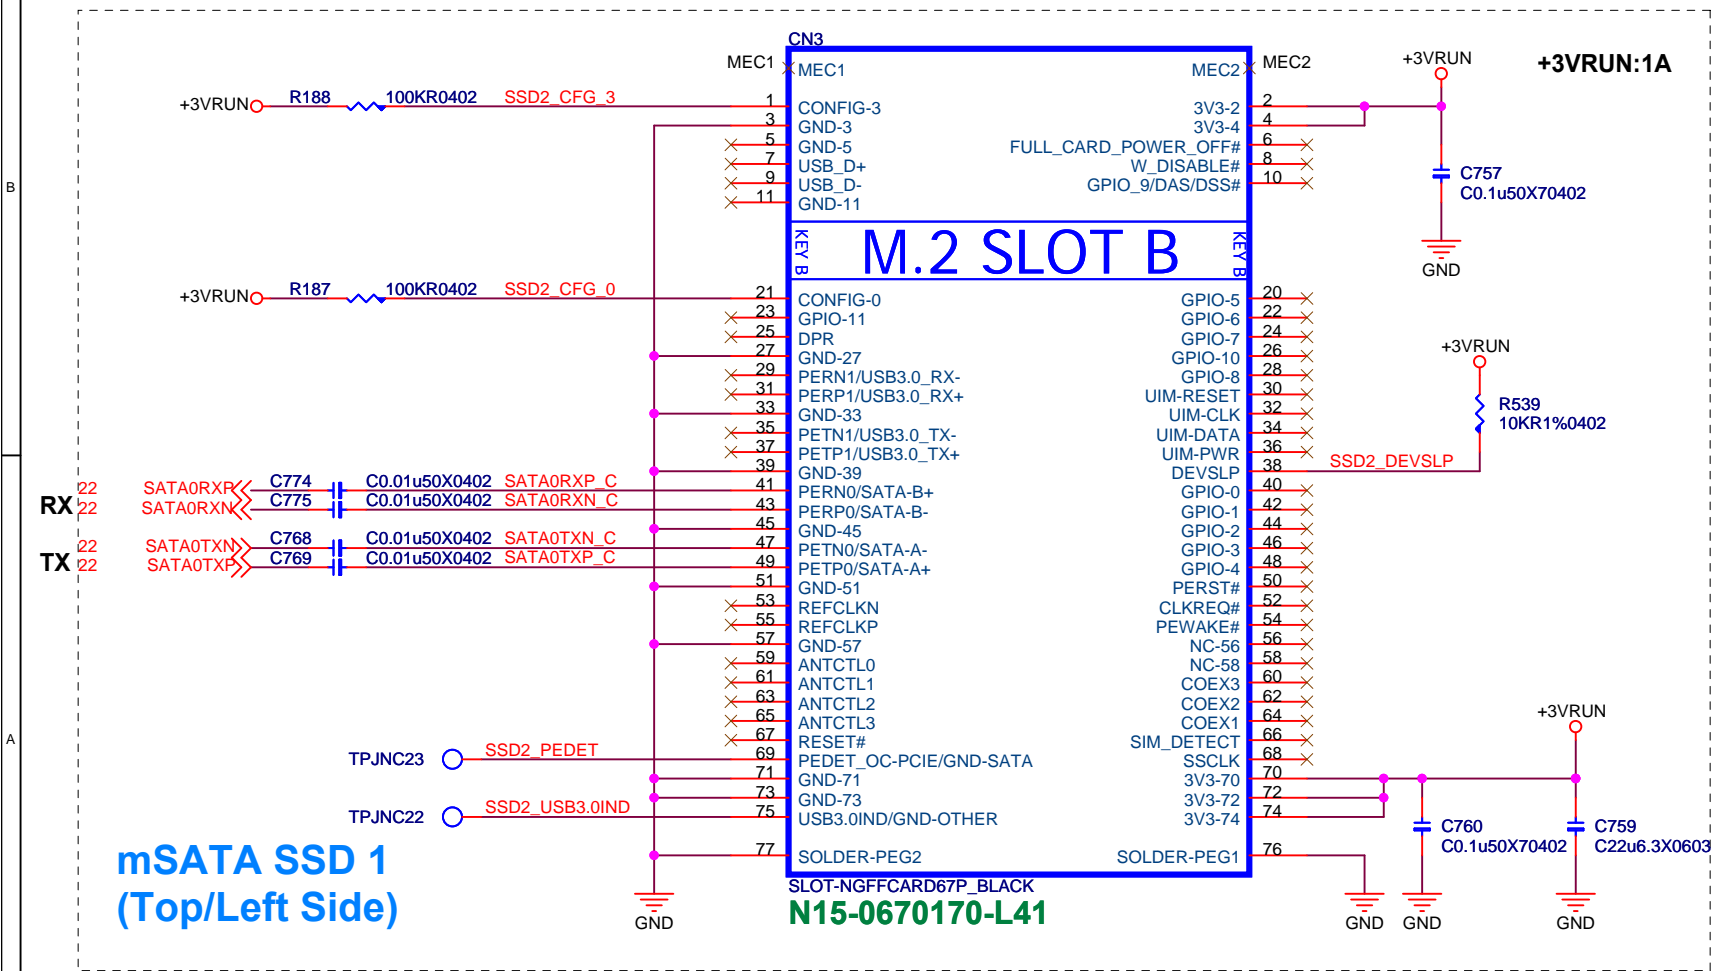 CN3
MEC1 MEC1 MEC2 MEC2 +3VRUN +3VRUN:1A
+3VRUN R188 100KR0402 SSD2_CFG_3 1 CONFIG-3 3V3-2 2
3 GND-3 3V3-4 4
5 GND-5 FULL_CARD_POWER_OFF# 6
7 USB_D+ W_DISABLE# 8
9 USB_D- GPIO_9/DAS/DSS# 10
11 GND-11
C757
C0.1u50X70402
GND
B
KEY B M.2 SLOT B KEY B
+3VRUN R187 100KR0402 SSD2_CFG_0 21 CONFIG-0 GPIO-5 20
23 GPIO-11 GPIO-6 22
25 DPR GPIO-7 24
27 GND-27 GPIO-10 26
29 PERN1/USB3.0_RX- GPIO-8 28
31 PERP1/USB3.0_RX+ UIM-RESET 30
33 GND-33 UIM-CLK 32
35 PETN1/USB3.0_TX- UIM-DATA 34
37 PETP1/USB3.0_TX+ UIM-PWR 36
39 GND-39 DEVSLP 38 SSD2_DEVSLP
+3VRUN
R539
10KR1%0402
RX 22 SATA0RXP C774 C0.01u50X0402 SATA0RXP_C 41 PERN0/SATA-B+ GPIO-0 40
22 SATA0RXN C775 C0.01u50X0402 SATA0RXN_C 43 PERP0/SATA-B- GPIO-1 42
45 GND-45 GPIO-2 44
TX 22 SATA0TXN C768 C0.01u50X0402 SATA0TXN_C 47 PETN0/SATA-A- GPIO-3 46
22 SATA0TXP C769 C0.01u50X0402 SATA0TXP_C 49 PETP0/SATA-A+ GPIO-4 48
51 GND-51 PERST# 50
53 REFCLKN CLKREQ# 52
55 REFCLKP PEWAKE# 54
57 GND-57 NC-56 56
59 ANTCTL0 NC-58 58
61 ANTCTL1 COEX3 60
63 ANTCTL2 COEX2 62
65 ANTCTL3 COEX1 64
67 RESET# SIM_DETECT 66
A
TPJNC23 SSD2_PEDET 69 PEDET_OC-PCIE/GND-SATA SSCLK 68
71 GND-71 3V3-70 70
73 GND-73 3V3-72 72
TPJNC22 SSD2_USB3.0IND 75 USB3.0IND/GND-OTHER 3V3-74 74
77 SOLDER-PEG2 SOLDER-PEG1 76
+3VRUN
C760
C0.1u50X70402
C759
C22u6.3X0603
GND GND GND GND
SLOT-NGFFCARD67P_BLACK
N15-0670170-L41
mSATA SSD 1
(Top/Left Side)